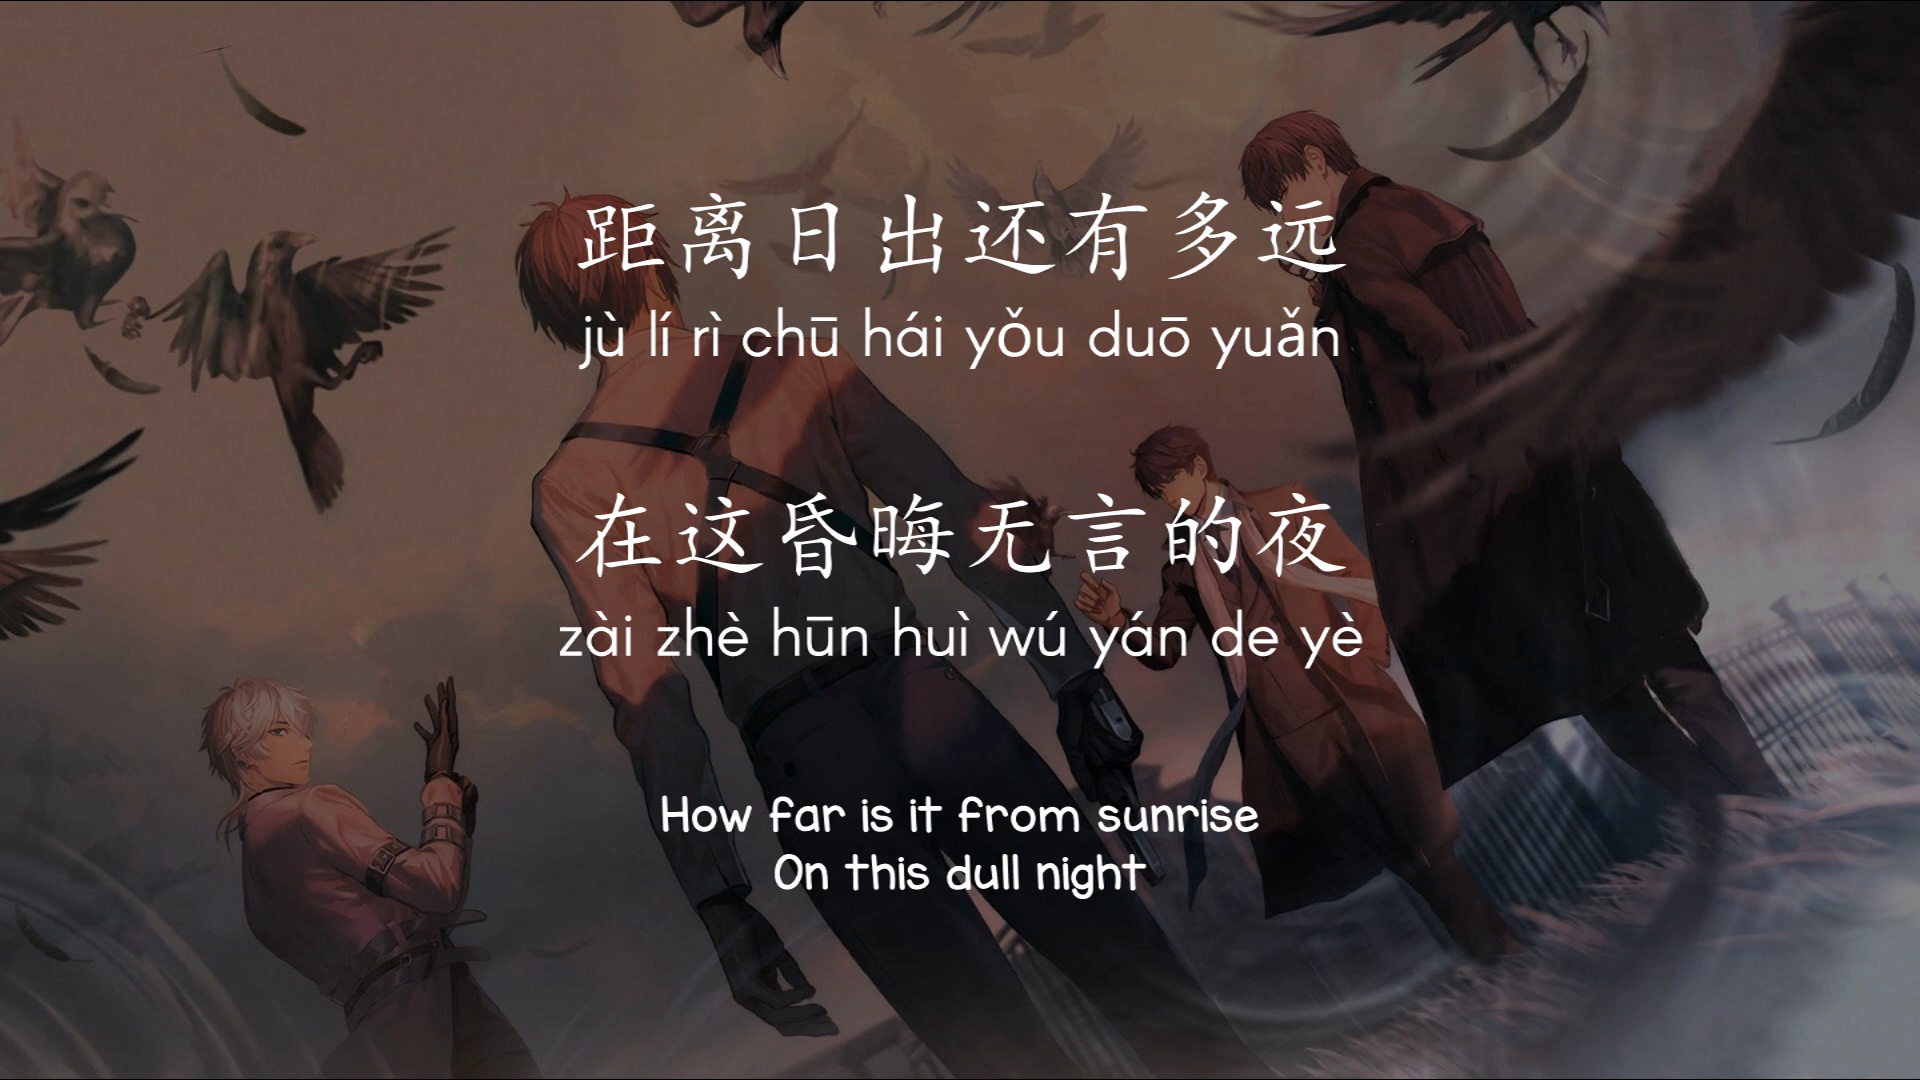 距离日出还有多远
jù lí rì chū hái yǒu duō yuǎn
在这昏晦无言的夜
zài zhè hūn huì wú yán de yè
How far is it from sunrise
On this dull night